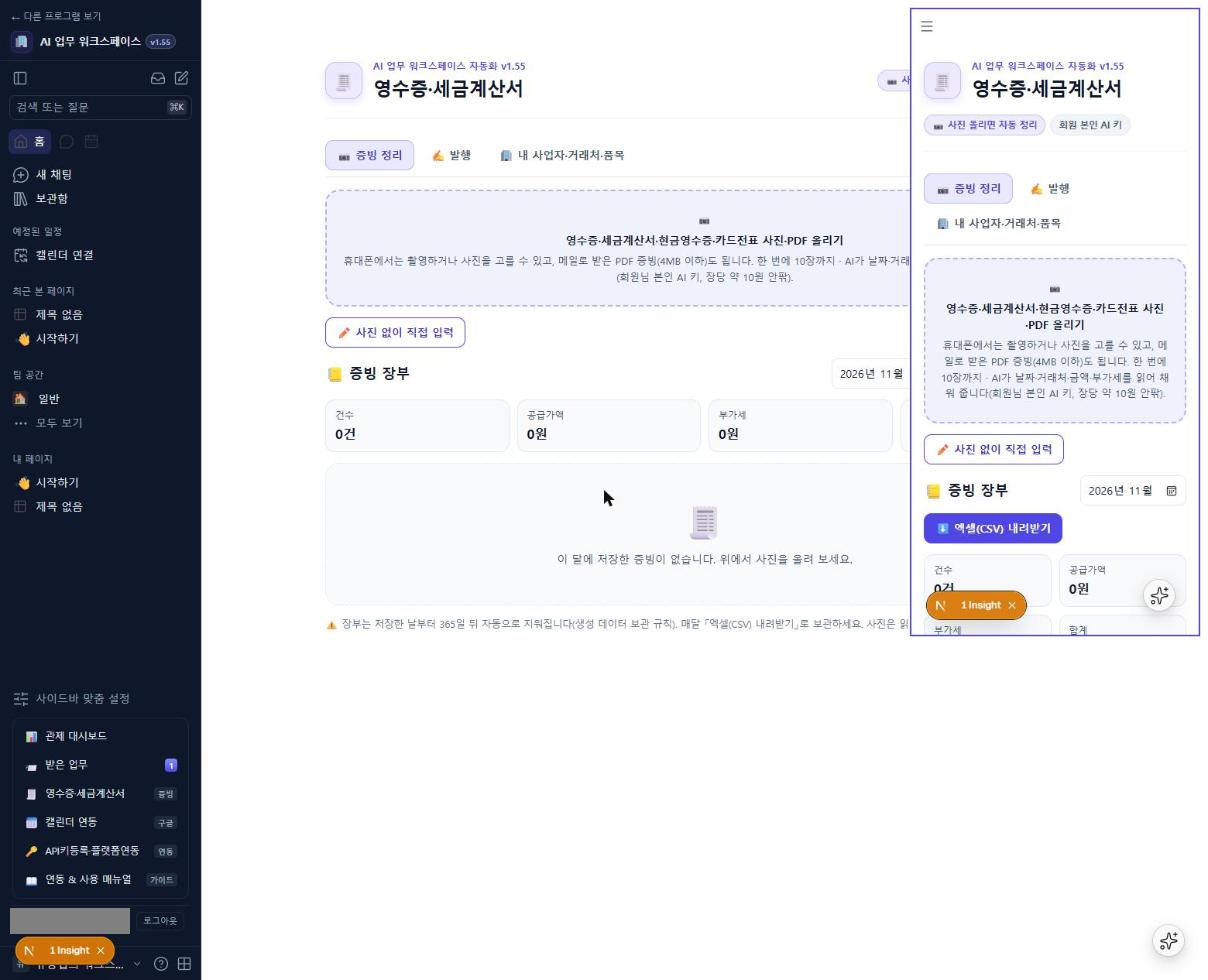 ← 다른 프로그램 보기
AI 업무 워크스페이스 v1.55
검색 또는 질문 ⌘K
홈
새 채팅
보관함
예정된 일정
캘린더 연결
최근 본 페이지
제목 없음
시작하기
팀 공간
일반
모두 보기
내 페이지
시작하기
제목 없음
사이드바 맞춤 설정
관제 대시보드
받은 업무 1
영수증·세금계산서 증빙
캘린더 연동 구글
API키등록·플랫폼연동 연동
연동 & 사용 매뉴얼 가이드
로그아웃
N 1 Insight ×
AI 업무 워크스페이스 자동화 v1.55
영수증·세금계산서
증빙 정리 발행 내 사업자·거래처·품목
영수증·세금계산서·현금영수증·카드전표 사진·PDF 올리기
휴대폰에서는 촬영하거나 사진을 고를 수 있고, 메일로 받은 PDF 증빙(4MB 이하)도 됩니다. 한 번에 10장까지 · AI가 날짜·거래
(회원님 본인 AI 키, 장당 약 10원 안팎).
사진 없이 직접 입력
증빙 장부 2026년 11월
건수 공급가액 부가세
0건 0원 0원
이 달에 저장한 증빙이 없습니다. 위에서 사진을 올려 보세요.
장부는 저장한 날부터 365일 뒤 자동으로 지워집니다(생성 데이터 보관 규칙). 매달 「엑셀(CSV) 내려받기」로 보관하세요. 사진은
AI 업무 워크스페이스 자동화 v1.55
영수증·세금계산서
사진 올리면 자동 정리 회원 본인 AI 키
증빙 정리 발행
내 사업자·거래처·품목
영수증·세금계산서·현금영수증·카드전표 사진
·PDF 올리기
휴대폰에서는 촬영하거나 사진을 고를 수 있고, 메
일로 받은 PDF 증빙(4MB 이하)도 됩니다. 한 번에
10장까지 · AI가 날짜·거래처·금액·부가세를 읽어 채
워 줍니다(회원님 본인 AI 키, 장당 약 10원 안팎).
사진 없이 직접 입력
증빙 장부 2026년 11월
엑셀(CSV) 내려받기
건수 공급가액
0건 0원
N 1 Insight ×
부가세 합계